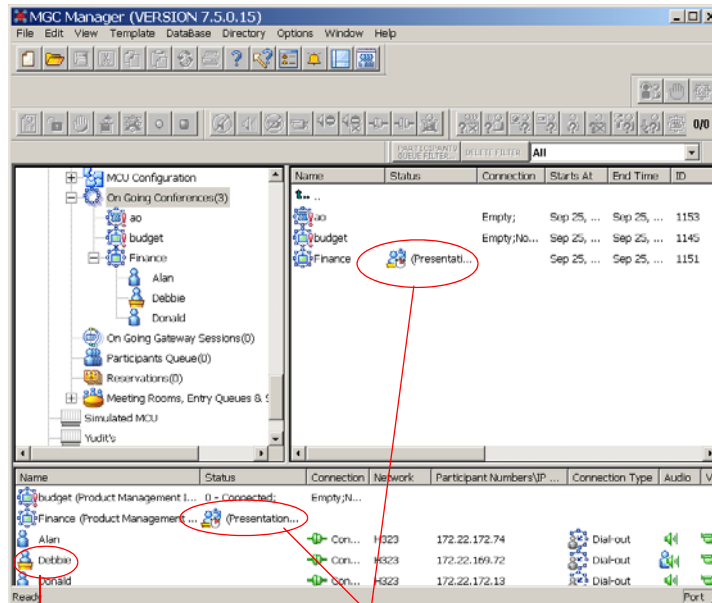 MGC Manager (VERSION 7.5.0.15)
File Edit View Template DataBase Directory Options Window Help
0/0
PARTICIPANTS QUEUE FILTER... DELETE FILTER All
MCU Configuration
On Going Conferences(3)
ao
budget
Finance
Alan
Debbie
Donald
On Going Gateway Sessions(0)
Participants Queue(0)
Reservations(0)
Meeting Rooms, Entry Queues & S
Simulated MCU
Yudit's
Name Status Connection Starts At End Time ID
..
ao Empty; Sep 25, ... Sep 25, ... 1153
budget Empty;No... Sep 25, ... Sep 25, ... 1145
Finance (Presentati... Sep 25, ... Sep 25, ... 1151
Name Status Connection Network Participant Numbers\IP ... Connection Type Audio V
budget (Product Management I... 0 - Connected; Empty;N...
Finance (Product Management ... (Presentation...
Alan Con... H323 172.22.172.74 Dial-out
Debbie Con... H323 172.22.169.72 Dial-out
Donald Con... H323 172.22.172.13 Dial-out
Ready Port